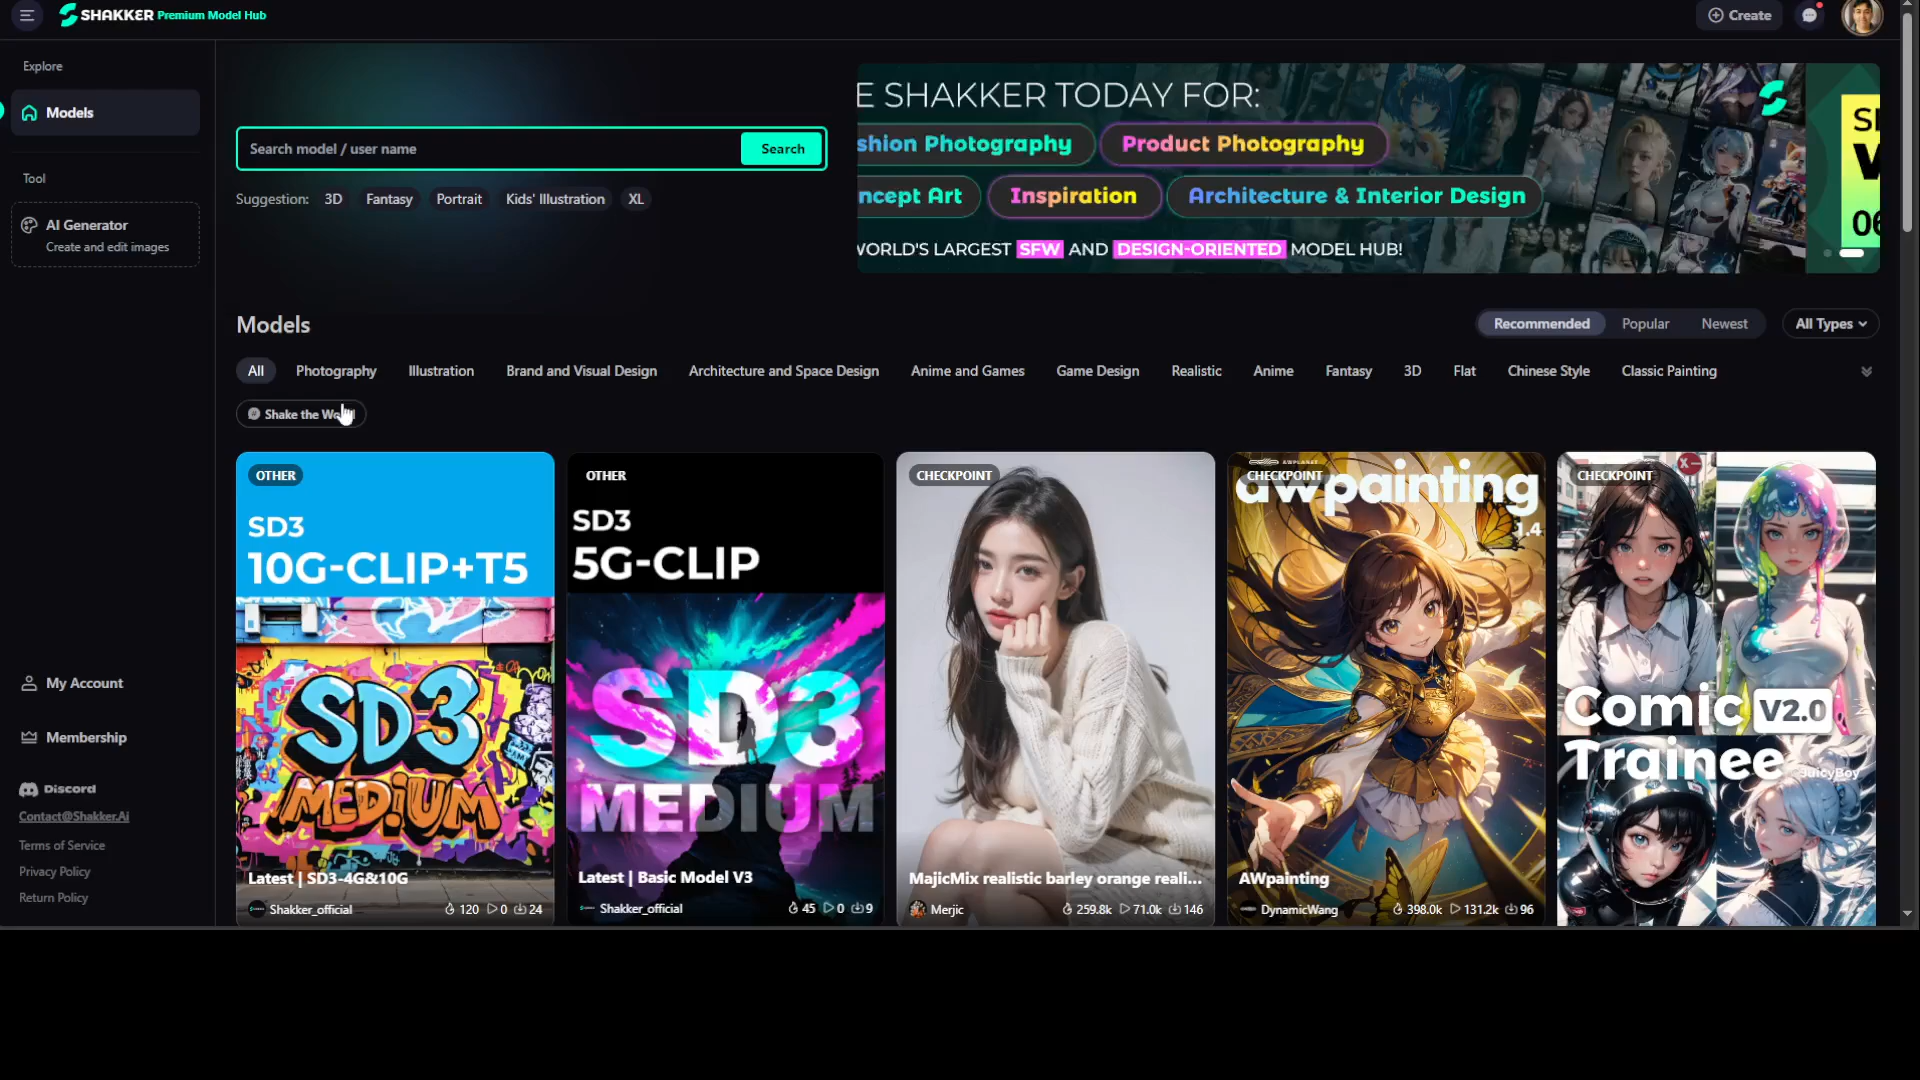 SHAKKER Premium Model Hub
Create
Explore
Models
Tool
AI Generator
Create and edit images
My Account
Membership
Discord
Contact@Shakker.Ai
Terms of Service
Privacy Policy
Return Policy
Search model / user name
Search
Suggestion: 3D Fantasy Portrait Kids' Illustration XL
E SHAKKER TODAY FOR:
shion Photography Product Photography
ncept Art Inspiration Architecture & Interior Design
WORLD'S LARGEST SFW AND DESIGN-ORIENTED MODEL HUB!
Models
Recommended Popular Newest All Types
All Photography Illustration Brand and Visual Design Architecture and Space Design Anime and Games Game Design Realistic Anime Fantasy 3D Flat Chinese Style Classic Painting
Shake the Wo
OTHER
SD3
10G-CLIP+T5
SD3
MEDIUM
Latest | SD3-4G&10G
Shakker_official 120 0 24
OTHER
SD3
5G-CLIP
SD3
MEDIUM
Latest | Basic Model V3
Shakker_official 45 0 9
CHECKPOINT
MajicMix realistic barley orange reali...
Merjic 259.8k 71.0k 146
CHECKPOINT
awpainting
1.4
AWpainting
DynamicWang 398.0k 131.2k 96
CHECKPOINT
Comic V2.0
Trainee
JuicyBoy